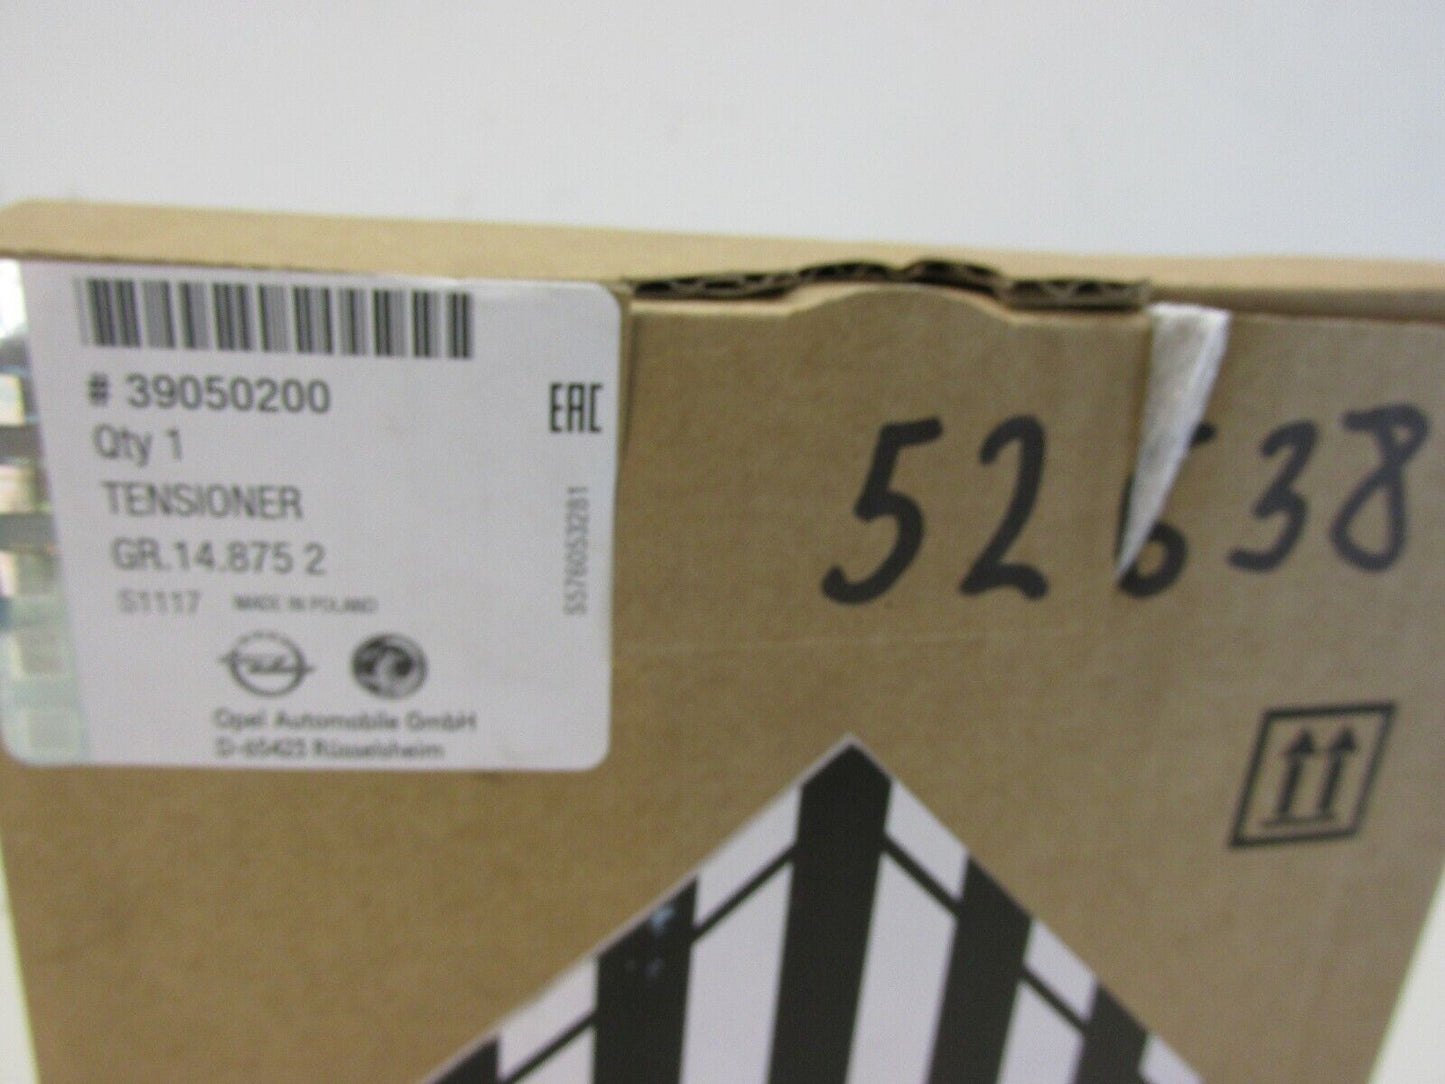 # 39050200
Qty 1
EAC
TENSIONER
GR.14.875 2
S1117 MADE IN POLAND
S576053281
Opel Automobile GmbH
D-65423 Rüsselsheim
52638